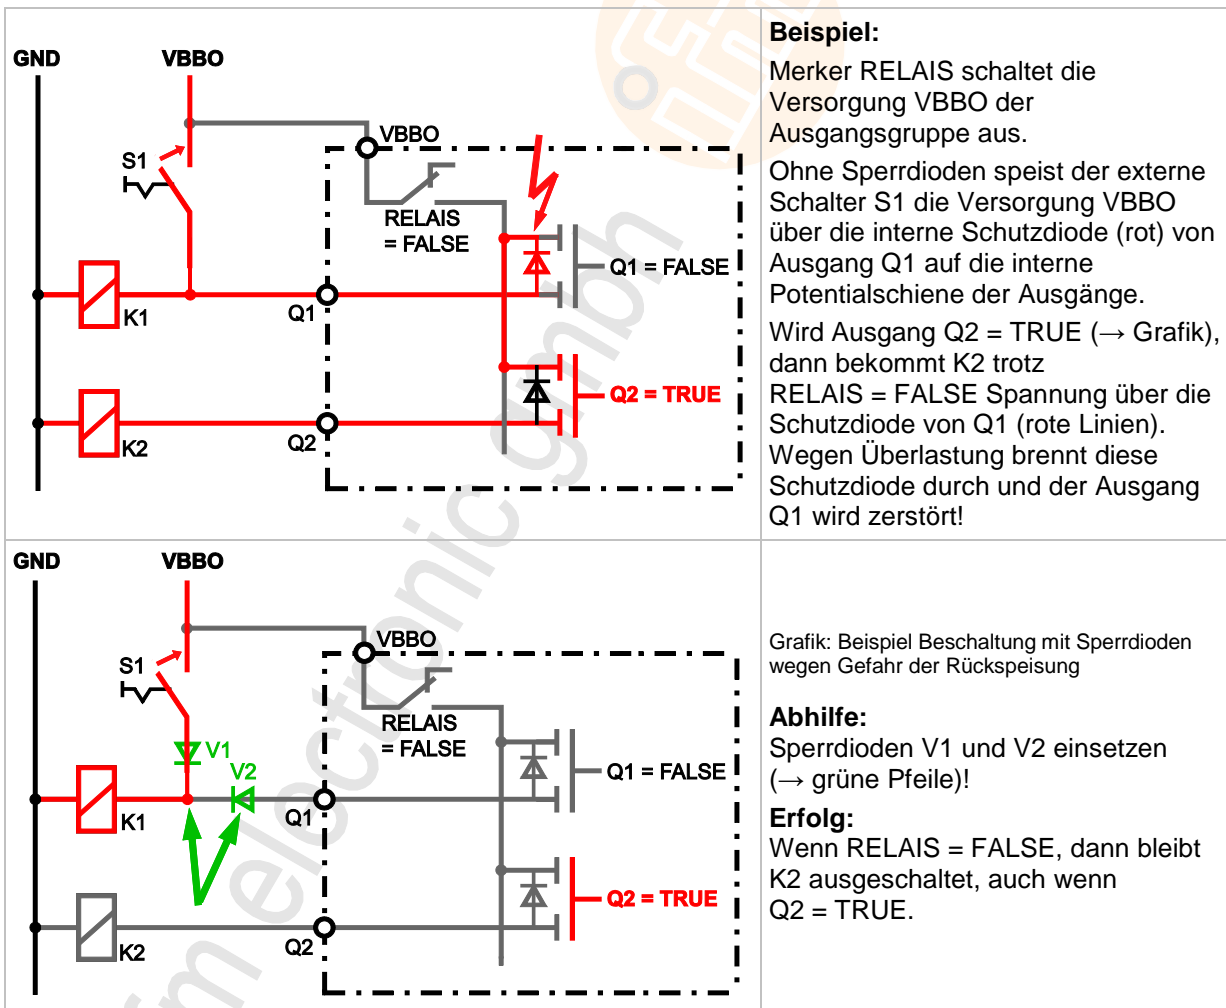 GND
VBBO
S1
VBBO
RELAIS
= FALSE
Q1 = FALSE
K1
Q1
Q2 = TRUE
K2
Q2
Beispiel:
Merker RELAIS schaltet die
Versorgung VBBO der
Ausgangsgruppe aus.
Ohne Sperrdioden speist der externe
Schalter S1 die Versorgung VBBO
über die interne Schutzdiode (rot) von
Ausgang Q1 auf die interne
Potentialschiene der Ausgänge.
Wird Ausgang Q2 = TRUE (→ Grafik),
dann bekommt K2 trotz
RELAIS = FALSE Spannung über die
Schutzdiode von Q1 (rote Linien).
Wegen Überlastung brennt diese
Schutzdiode durch und der Ausgang
Q1 wird zerstört!
GND
VBBO
S1
VBBO
RELAIS
= FALSE
V1
V2
Q1 = FALSE
K1
Q1
Q2 = TRUE
K2
Q2
Grafik: Beispiel Beschaltung mit Sperrdioden
wegen Gefahr der Rückspeisung
Abhilfe:
Sperrdioden V1 und V2 einsetzen
(→ grüne Pfeile)!
Erfolg:
Wenn RELAIS = FALSE, dann bleibt
K2 ausgeschaltet, auch wenn
Q2 = TRUE.
ifm electronic gmbh
ifm